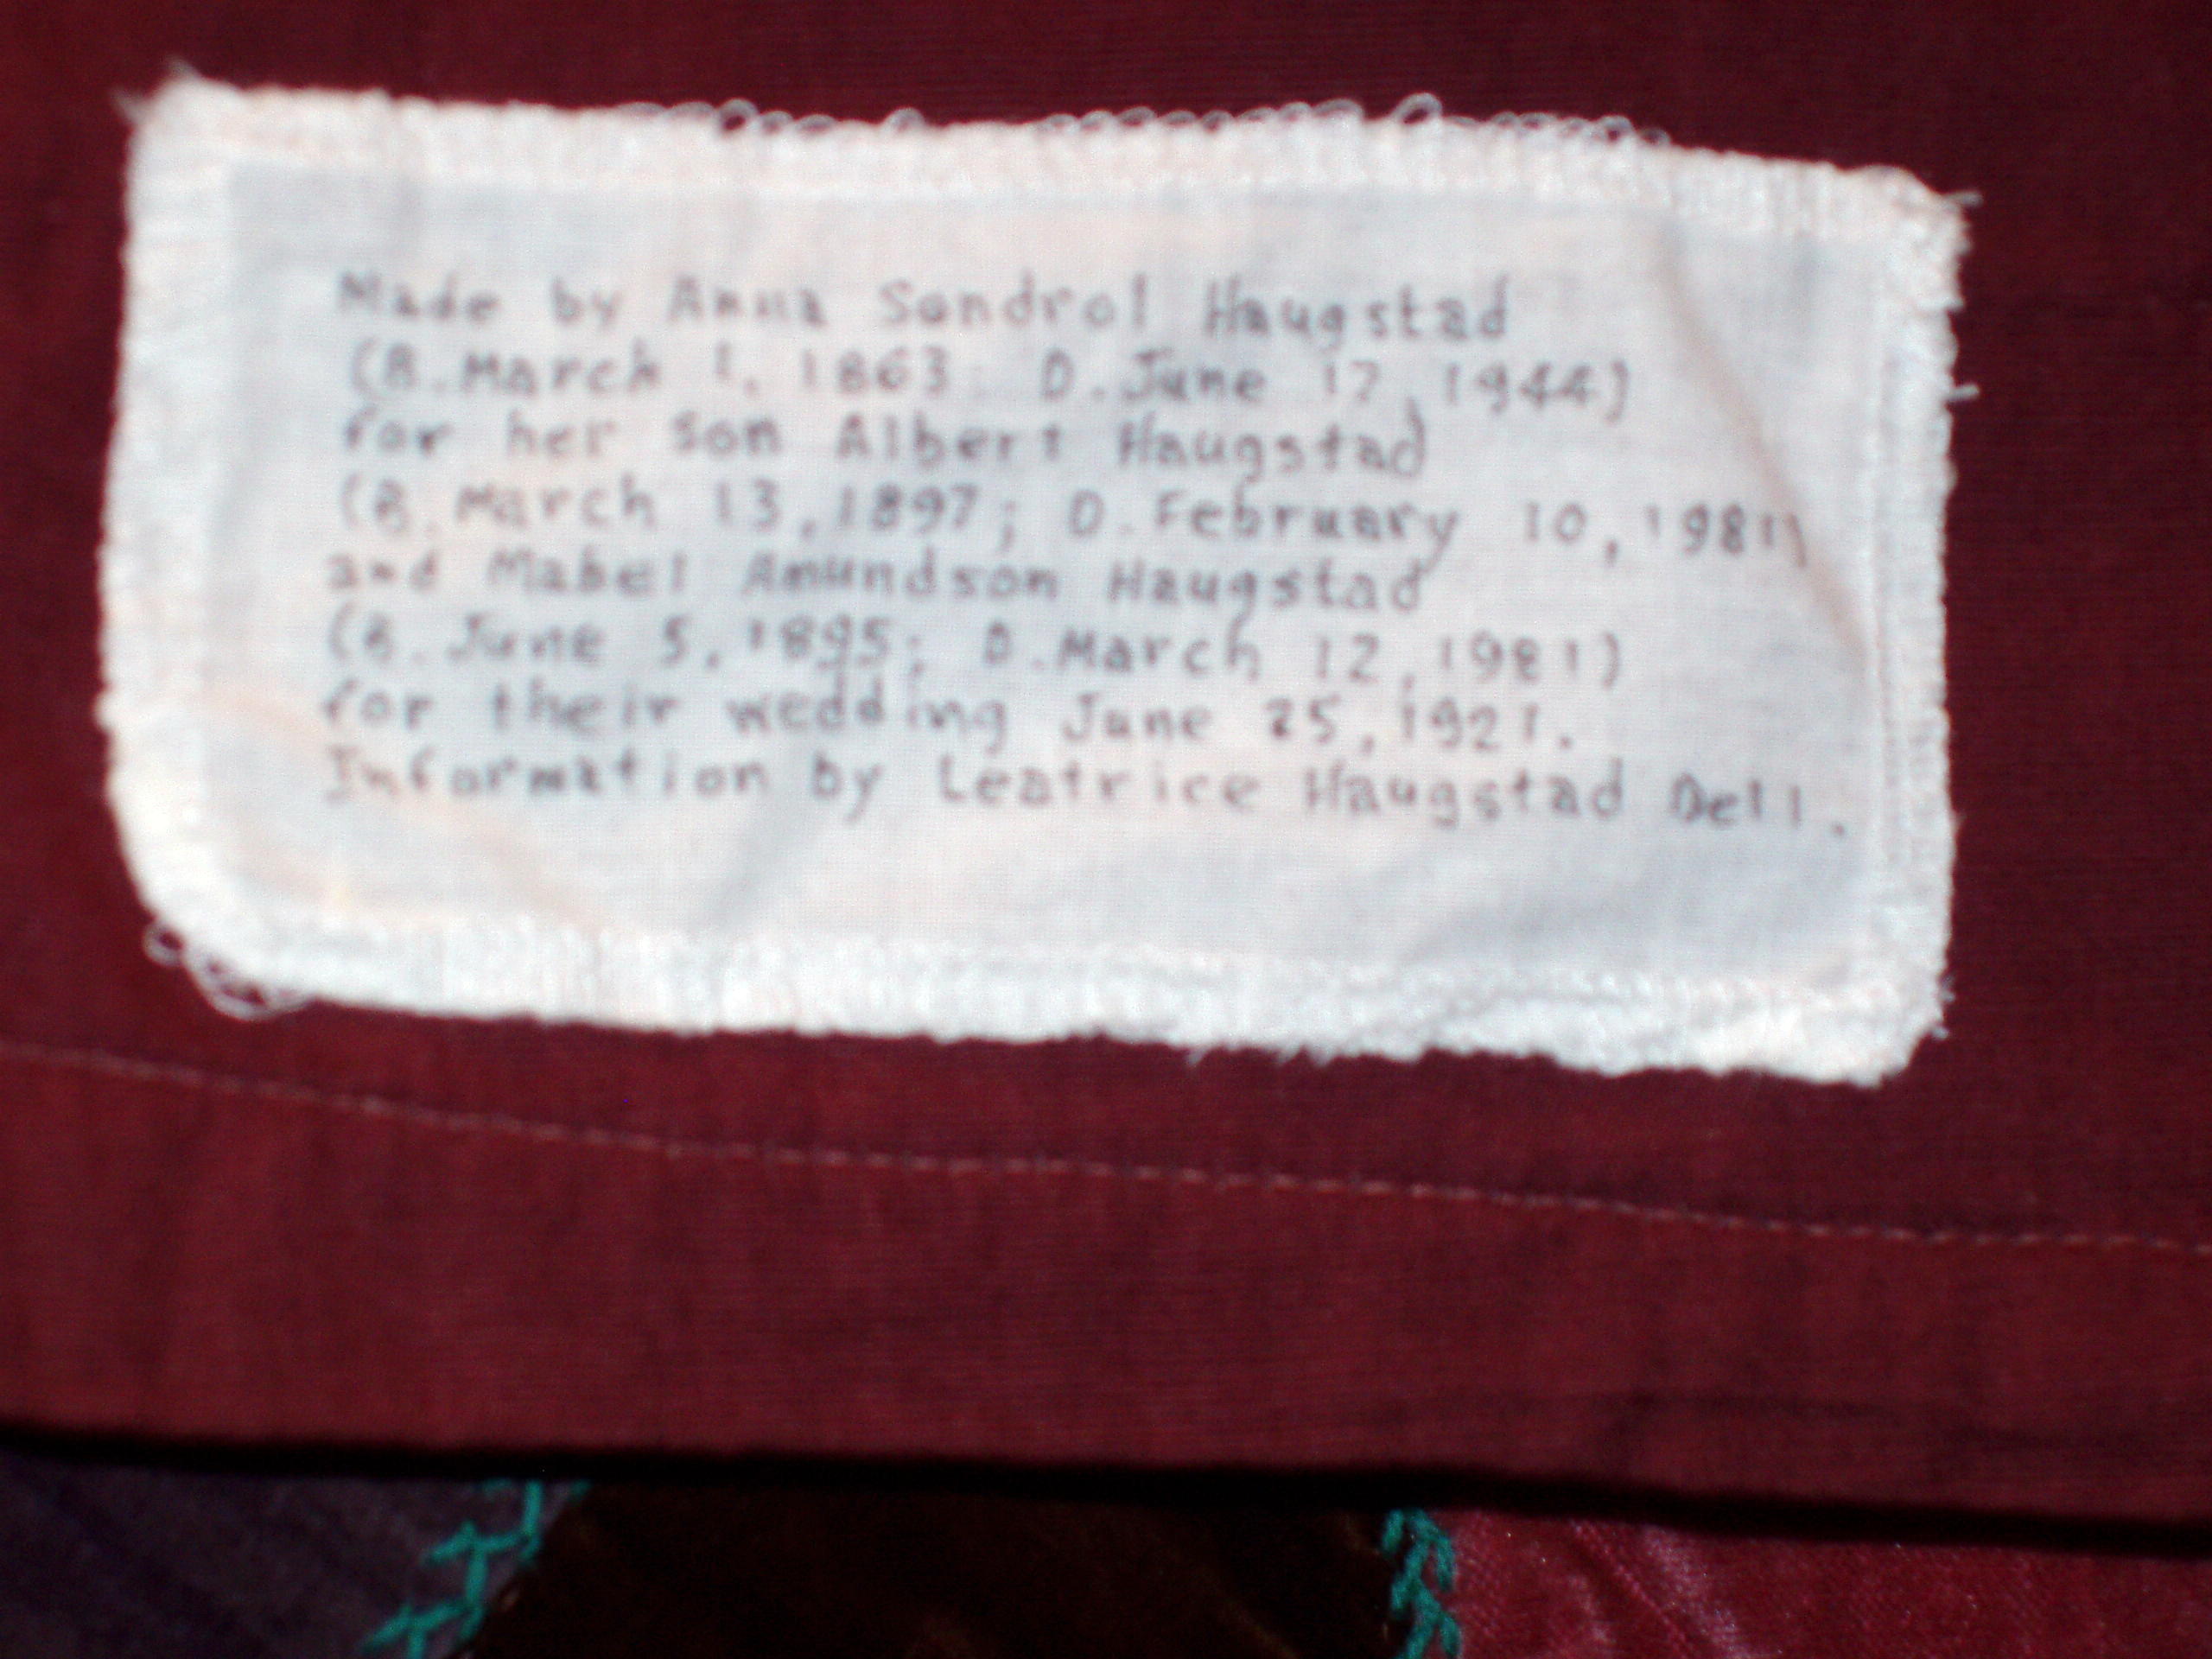 Made by Anna Sondrol Haugstad
(B. March 1, 1863; D. June 17, 1944)
for her son Albert Haugstad
(B. March 13, 1897; D. February 10, 1981)
and Mabel Amundson Haugstad
(B. June 5, 1895; D. March 12, 1981)
for their wedding June 25, 1921.
Information by Leatrice Haugstad Dell.